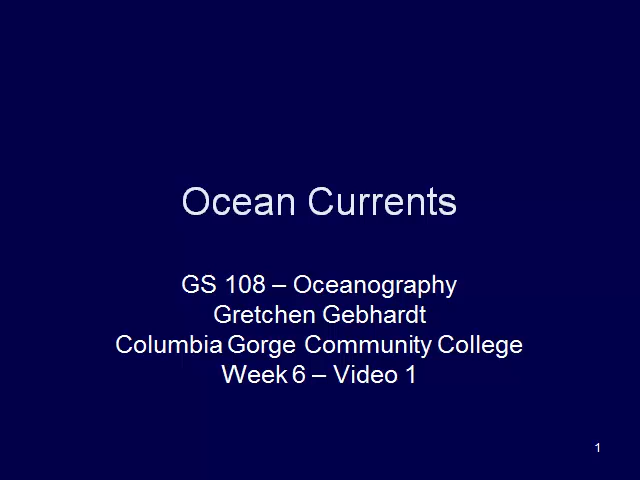 Ocean Currents
GS 108 – Oceanography
Gretchen Gebhardt
Columbia Gorge Community College
Week 6 – Video 1
1